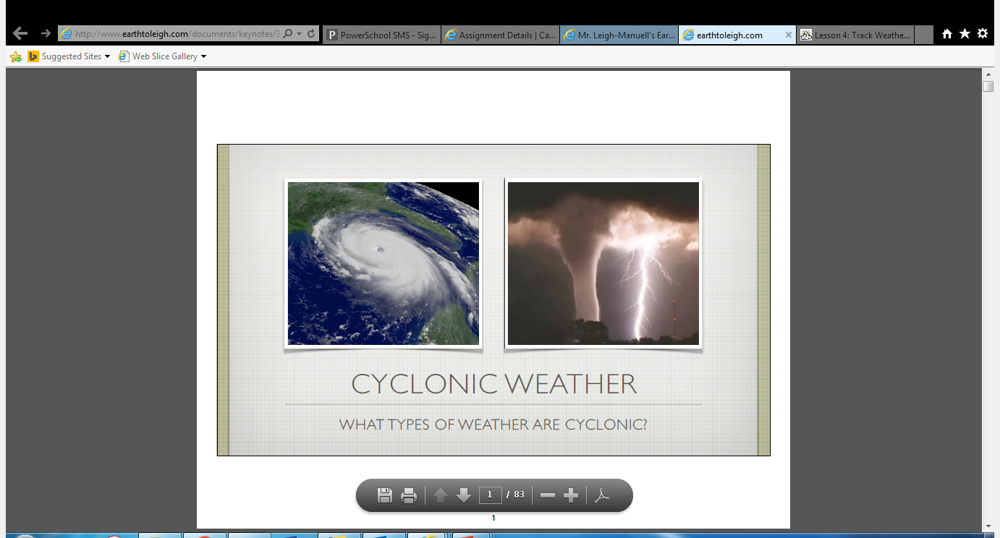 http://www.earthtoleigh.com/documents/keynotes/3
PowerSchool SMS - Sig...
Assignment Details | Ca...
Mr. Leigh-Manuell's Ear...
earthtoleigh.com
Lesson 4: Track Weathe...
Suggested Sites
Web Slice Gallery
CYCLONIC WEATHER
WHAT TYPES OF WEATHER ARE CYCLONIC?
1 / 83
1